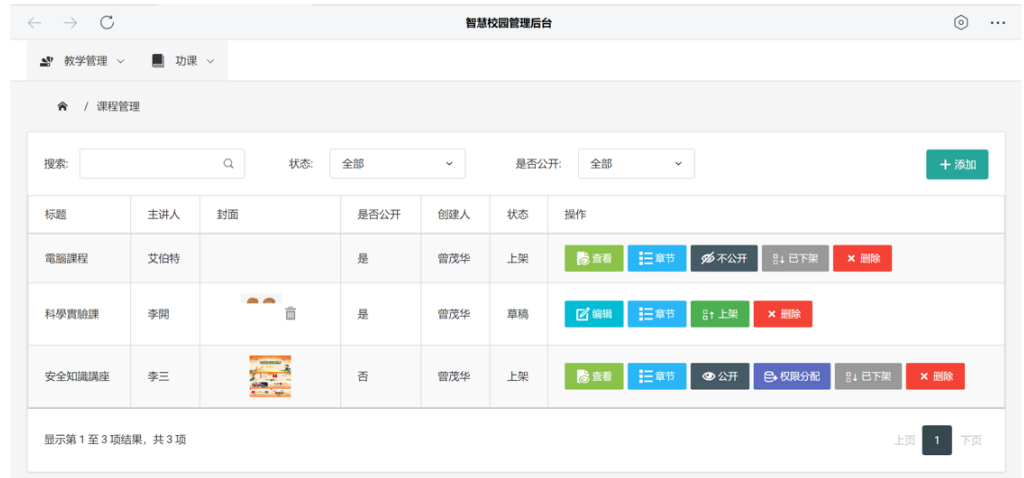 智慧校园管理后台
教学管理 功课
/ 课程管理
搜索: 状态: 全部 是否公开: 全部 + 添加
标题 主讲人 封面 是否公开 创建人 状态 操作
電腦課程 艾伯特 是 曾茂华 上架 查看 章节 不公开 已下架 × 删除
科學實驗課 李開 是 曾茂华 草稿 编辑 章节 上架 × 删除
安全知識講座 李三 否 曾茂华 上架 查看 章节 公开 权限分配 已下架 × 删除
显示第 1 至 3 项结果，共 3 项 上页 1 下页